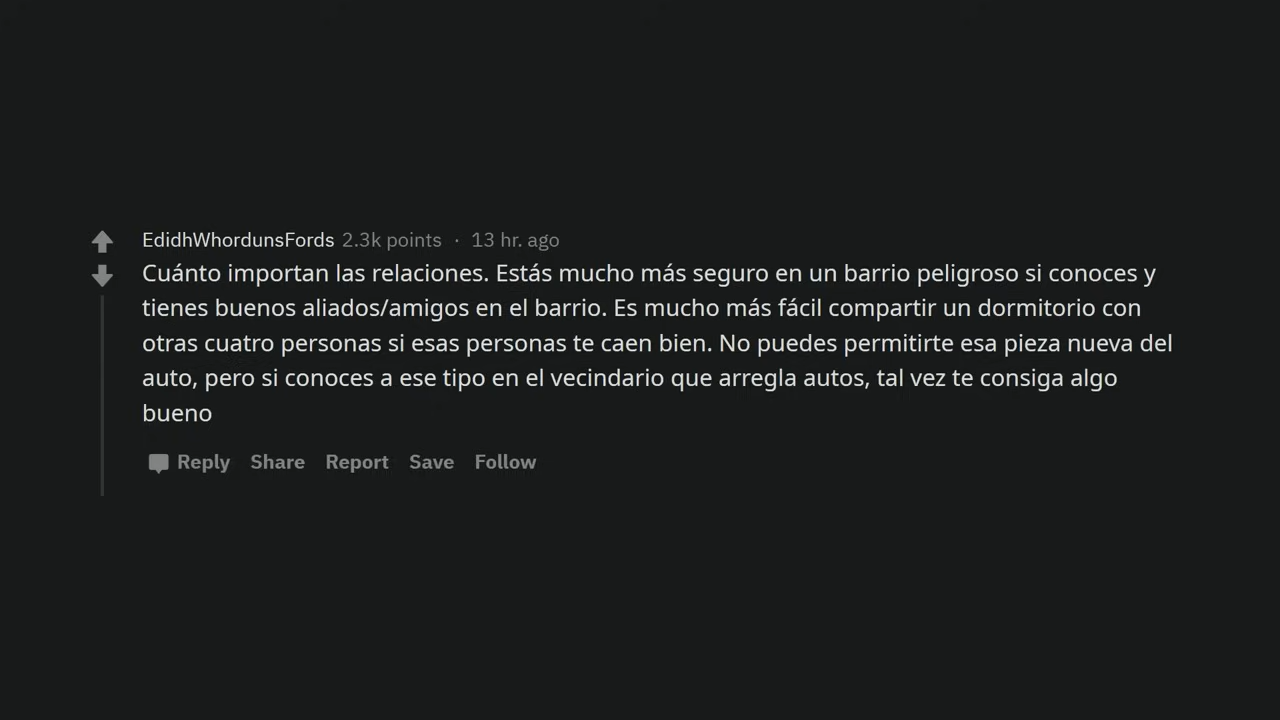 EdidhWhordunsFords 2.3k points · 13 hr. ago
Cuánto importan las relaciones. Estás mucho más seguro en un barrio peligroso si conoces y
tienes buenos aliados/amigos en el barrio. Es mucho más fácil compartir un dormitorio con
otras cuatro personas si esas personas te caen bien. No puedes permitirte esa pieza nueva del
auto, pero si conoces a ese tipo en el vecindario que arregla autos, tal vez te consiga algo
bueno
Reply Share Report Save Follow